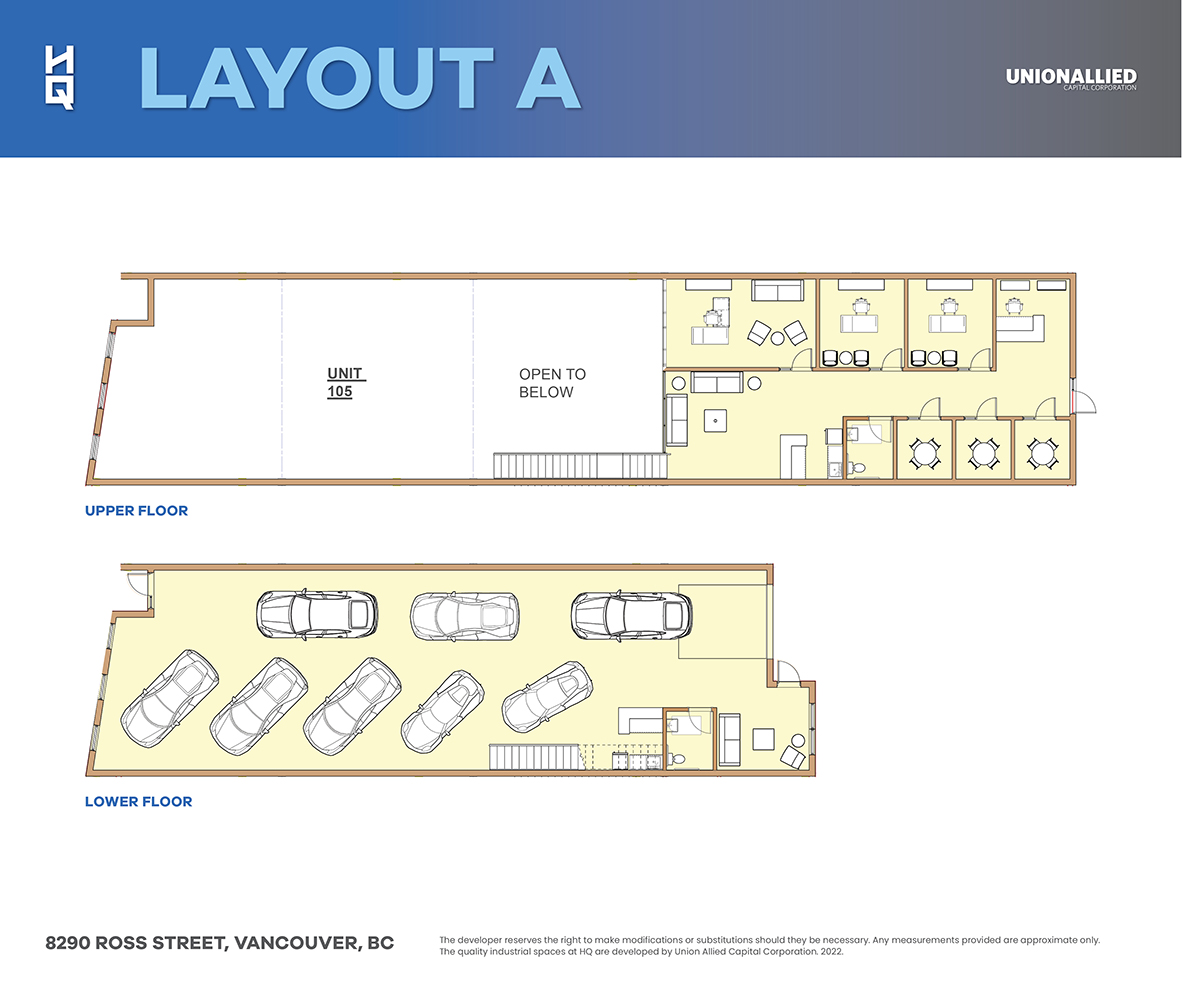 HQ
LAYOUT A
UNIONALLIED
CAPITAL CORPORATION
UNIT
105
OPEN TO
BELOW
UPPER FLOOR
LOWER FLOOR
8290 ROSS STREET, VANCOUVER, BC
The developer reserves the right to make modifications or substitutions should they be necessary. Any measurements provided are approximate only.
The quality industrial spaces at HQ are developed by Union Allied Capital Corporation. 2022.